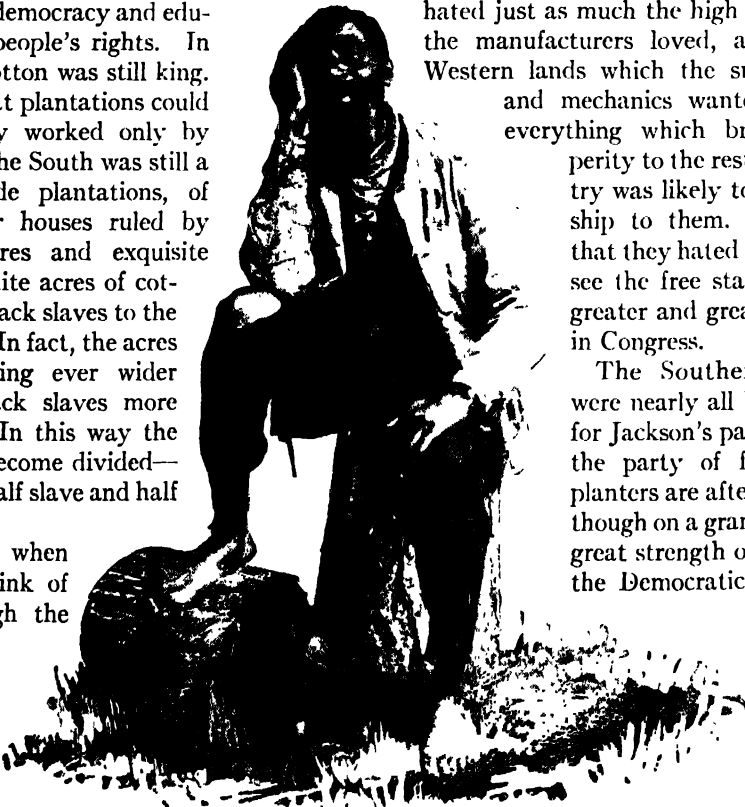 democracy and edu-
people's rights. In
otton was still king.
t plantations could
y worked only by
he South was still a
de plantations, of
r houses ruled by
res and exquisite
ite acres of cot-
ack slaves to the
In fact, the acres
ing ever wider
ck slaves more
In this way the
ecome divided—
alf slave and half
when
ink of
gh the
hated just as much the high
the manufacturers loved, a
Western lands which the s
and mechanics want
everything which br
perity to the res
try was likely to
ship to them.
that they hated
see the free sta
greater and grea
in Congress.
The Southe
were nearly all
for Jackson's pa
the party of f
planters are afte
though on a gran
great strength o
the Democratic